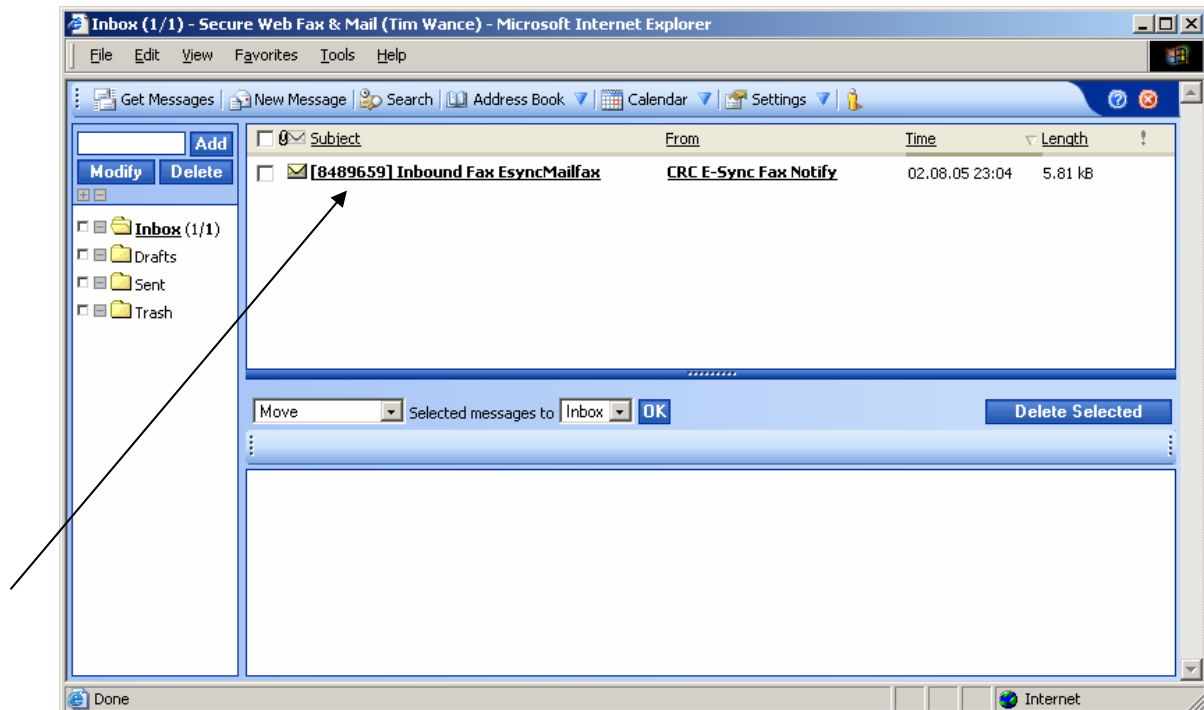 Inbox (1/1) - Secure Web Fax & Mail (Tim Wance) - Microsoft Internet Explorer
File Edit View Favorites Tools Help
Get Messages New Message Search Address Book Calendar Settings
Add
Modify Delete
Subject From Time Length !
[8489659] Inbound Fax EsyncMailfax CRC E-Sync Fax Notify 02.08.05 23:04 5.81 kB
Inbox (1/1)
Drafts
Sent
Trash
Move Selected messages to Inbox OK Delete Selected
Done Internet